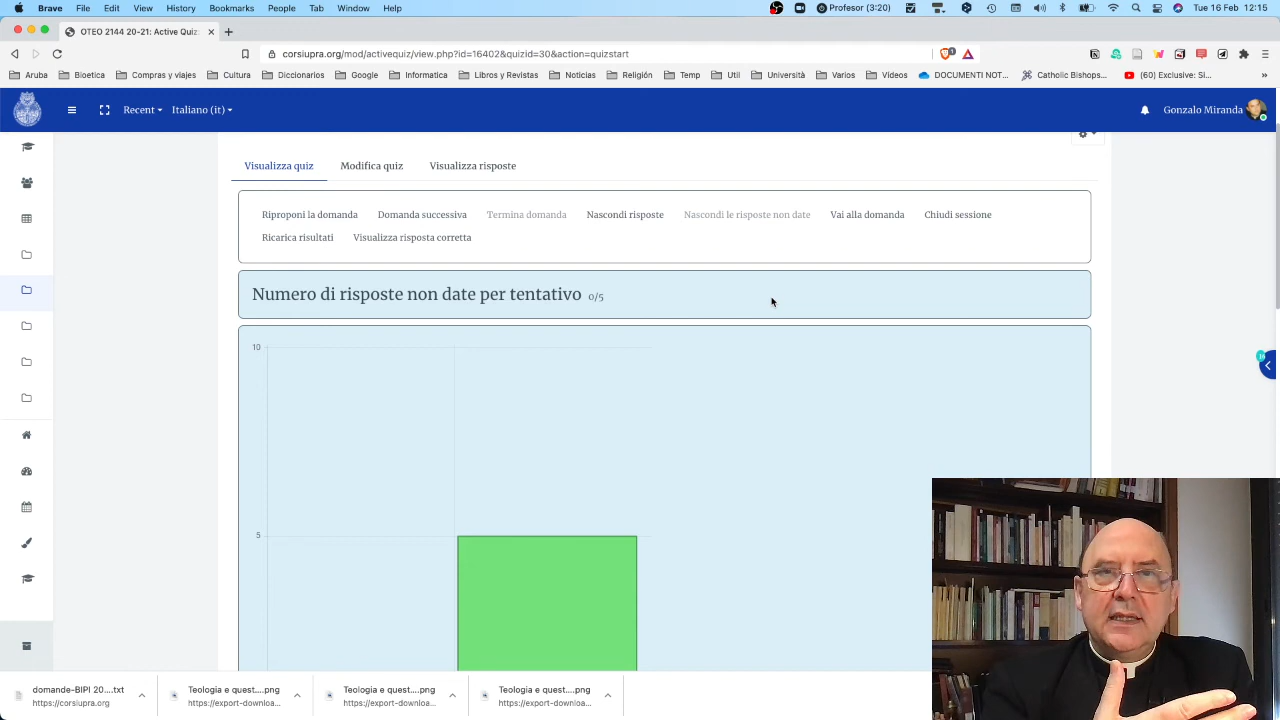 Brave File Edit View History Bookmarks People Tab Window Help Profesor (3:20) Tue 16 Feb 12:15
OTEO 2144 20-21: Active Quiz:
corsiupra.org/mod/activequiz/view.php?id=16402&quizid=30&action=quizstart
Aruba Bioetica Compras y viajes Cultura Diccionarios Google Informatica Libros y Revistas Noticias Religión Temp Util Università Varios Videos DOCUMENTI NOT... Catholic Bishops... (60) Exclusive: Sl...
Recent Italiano (it) Gonzalo Miranda
Visualizza quiz Modifica quiz Visualizza risposte
Riproponi la domanda Domanda successiva Termina domanda Nascondi risposte Nascondi le risposte non date Vai alla domanda Chiudi sessione
Ricarica risultati Visualizza risposta corretta
Numero di risposte non date per tentativo 0/5
10
5
domande-BIPI 20....txt Teologia e quest....png Teologia e quest....png Teologia e quest....png
https://corsiupra.org https://export-downloa... https://export-downloa... https://export-downloa...